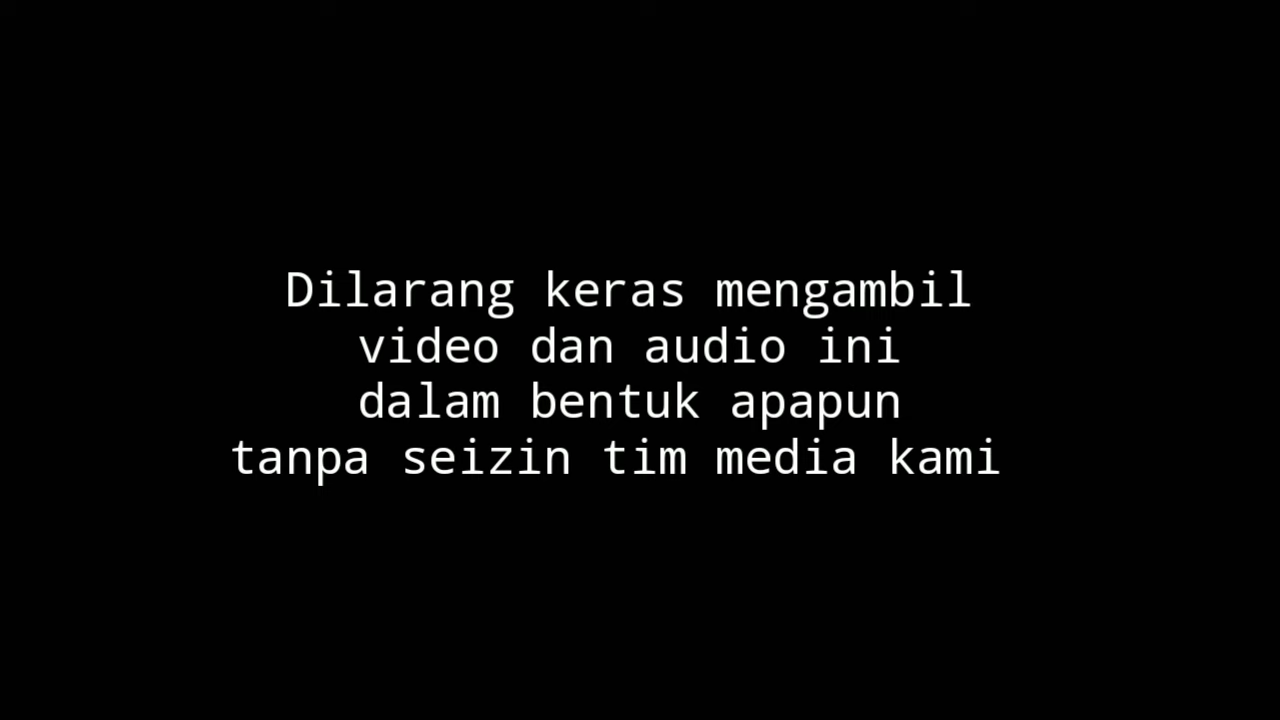 Dilarang keras mengambil
video dan audio ini
dalam bentuk apapun
tanpa seizin tim media kami